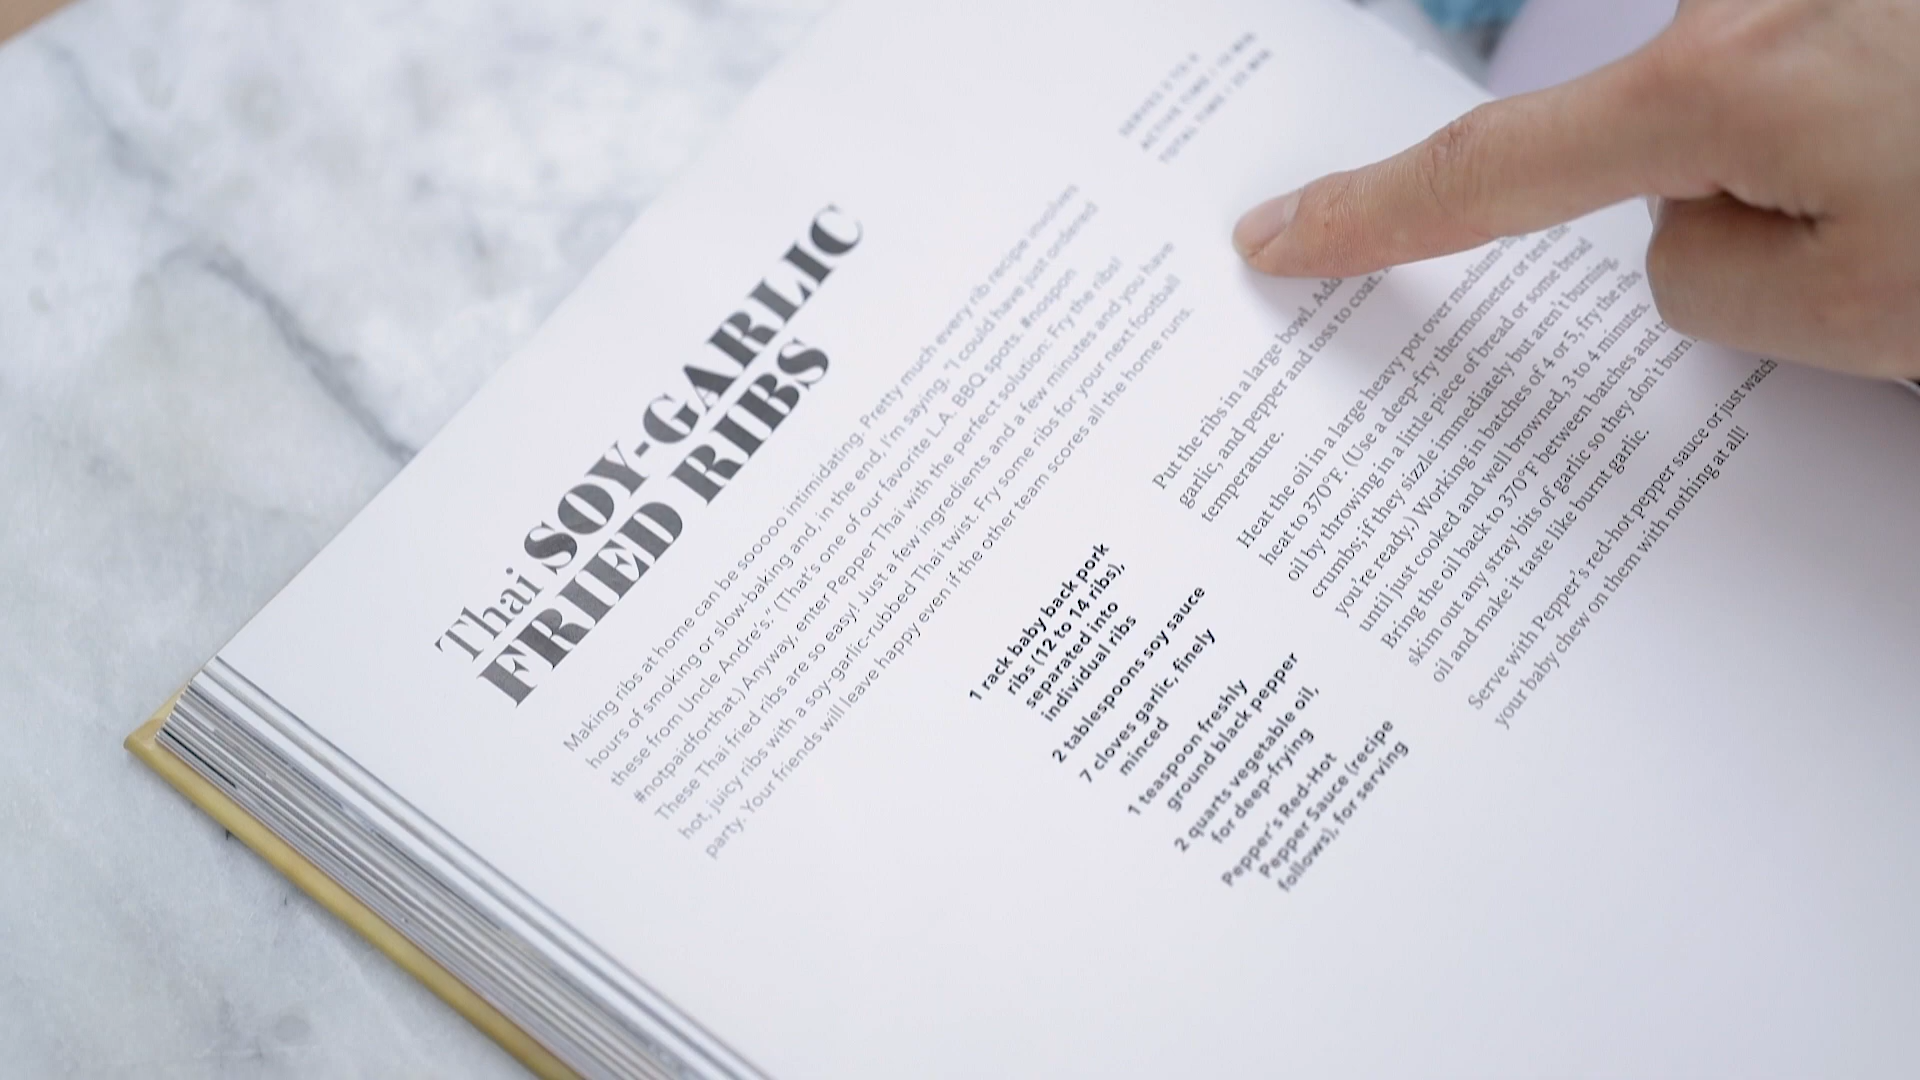 Thai SOY-GARLIC
FRIED RIBS
SERVES 2 TO 4
ACTIVE TIME / 10 MIN
TOTAL TIME / 25 MIN
Making ribs at home can be sooooo intimidating. Pretty much every rib recipe involves
hours of smoking or slow-baking and, in the end, I'm saying, "I could have just ordered
these from Uncle Andre's." (That's one of our favorite L.A. BBQ spots. #nospon
#notpaidforthat.) Anyway, enter Pepper Thai with the perfect solution: Fry the ribs!
These Thai fried ribs are so easy! Just a few ingredients and a few minutes and you have
hot, juicy ribs with a soy-garlic-rubbed Thai twist. Fry some ribs for your next football
party. Your friends will leave happy even if the other team scores all the home runs.
1 rack baby back pork
ribs (12 to 14 ribs),
separated into
individual ribs
2 tablespoons soy sauce
7 cloves garlic, finely
minced
1 teaspoon freshly
ground black pepper
2 quarts vegetable oil,
for deep-frying
Pepper's Red-Hot
Pepper Sauce (recipe
follows), for serving
Put the ribs in a large bowl. Add
garlic, and pepper and toss to coat.
temperature.
Heat the oil in a large heavy pot over medium-
heat to 370°F. (Use a deep-fry thermometer or test the
oil by throwing in a little piece of bread or some bread
crumbs; if they sizzle immediately but aren't burning,
you're ready.) Working in batches of 4 or 5, fry the ribs
until just cooked and well browned, 3 to 4 minutes.
Bring the oil back to 370°F between batches and
skim out any stray bits of garlic so they don't burn
oil and make it taste like burnt garlic.
Serve with Pepper's red-hot pepper sauce or just watch
your baby chew on them with nothing at all!